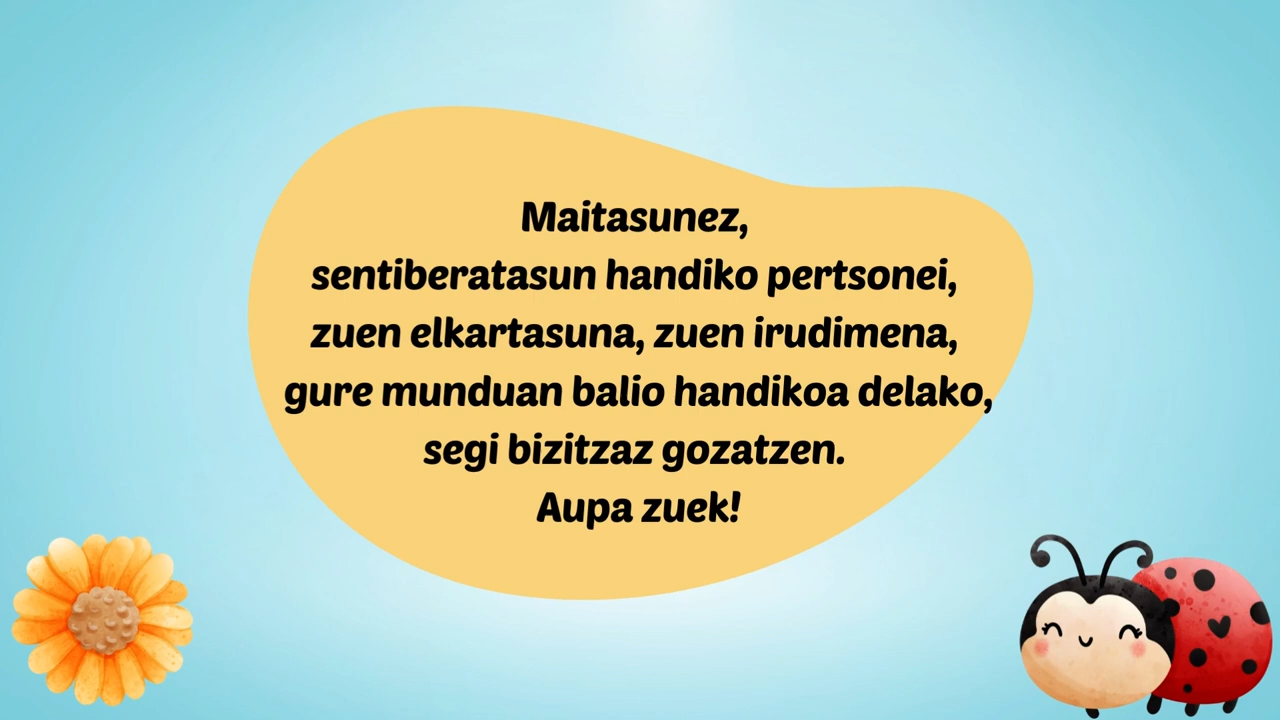 Maitasunez,
sentiberatasun handiko pertsonei,
zuen elkartasuna, zuen irudimena,
gure munduan balio handikoa delako,
segi bizitzaz gozatzen.
Aupa zuek!